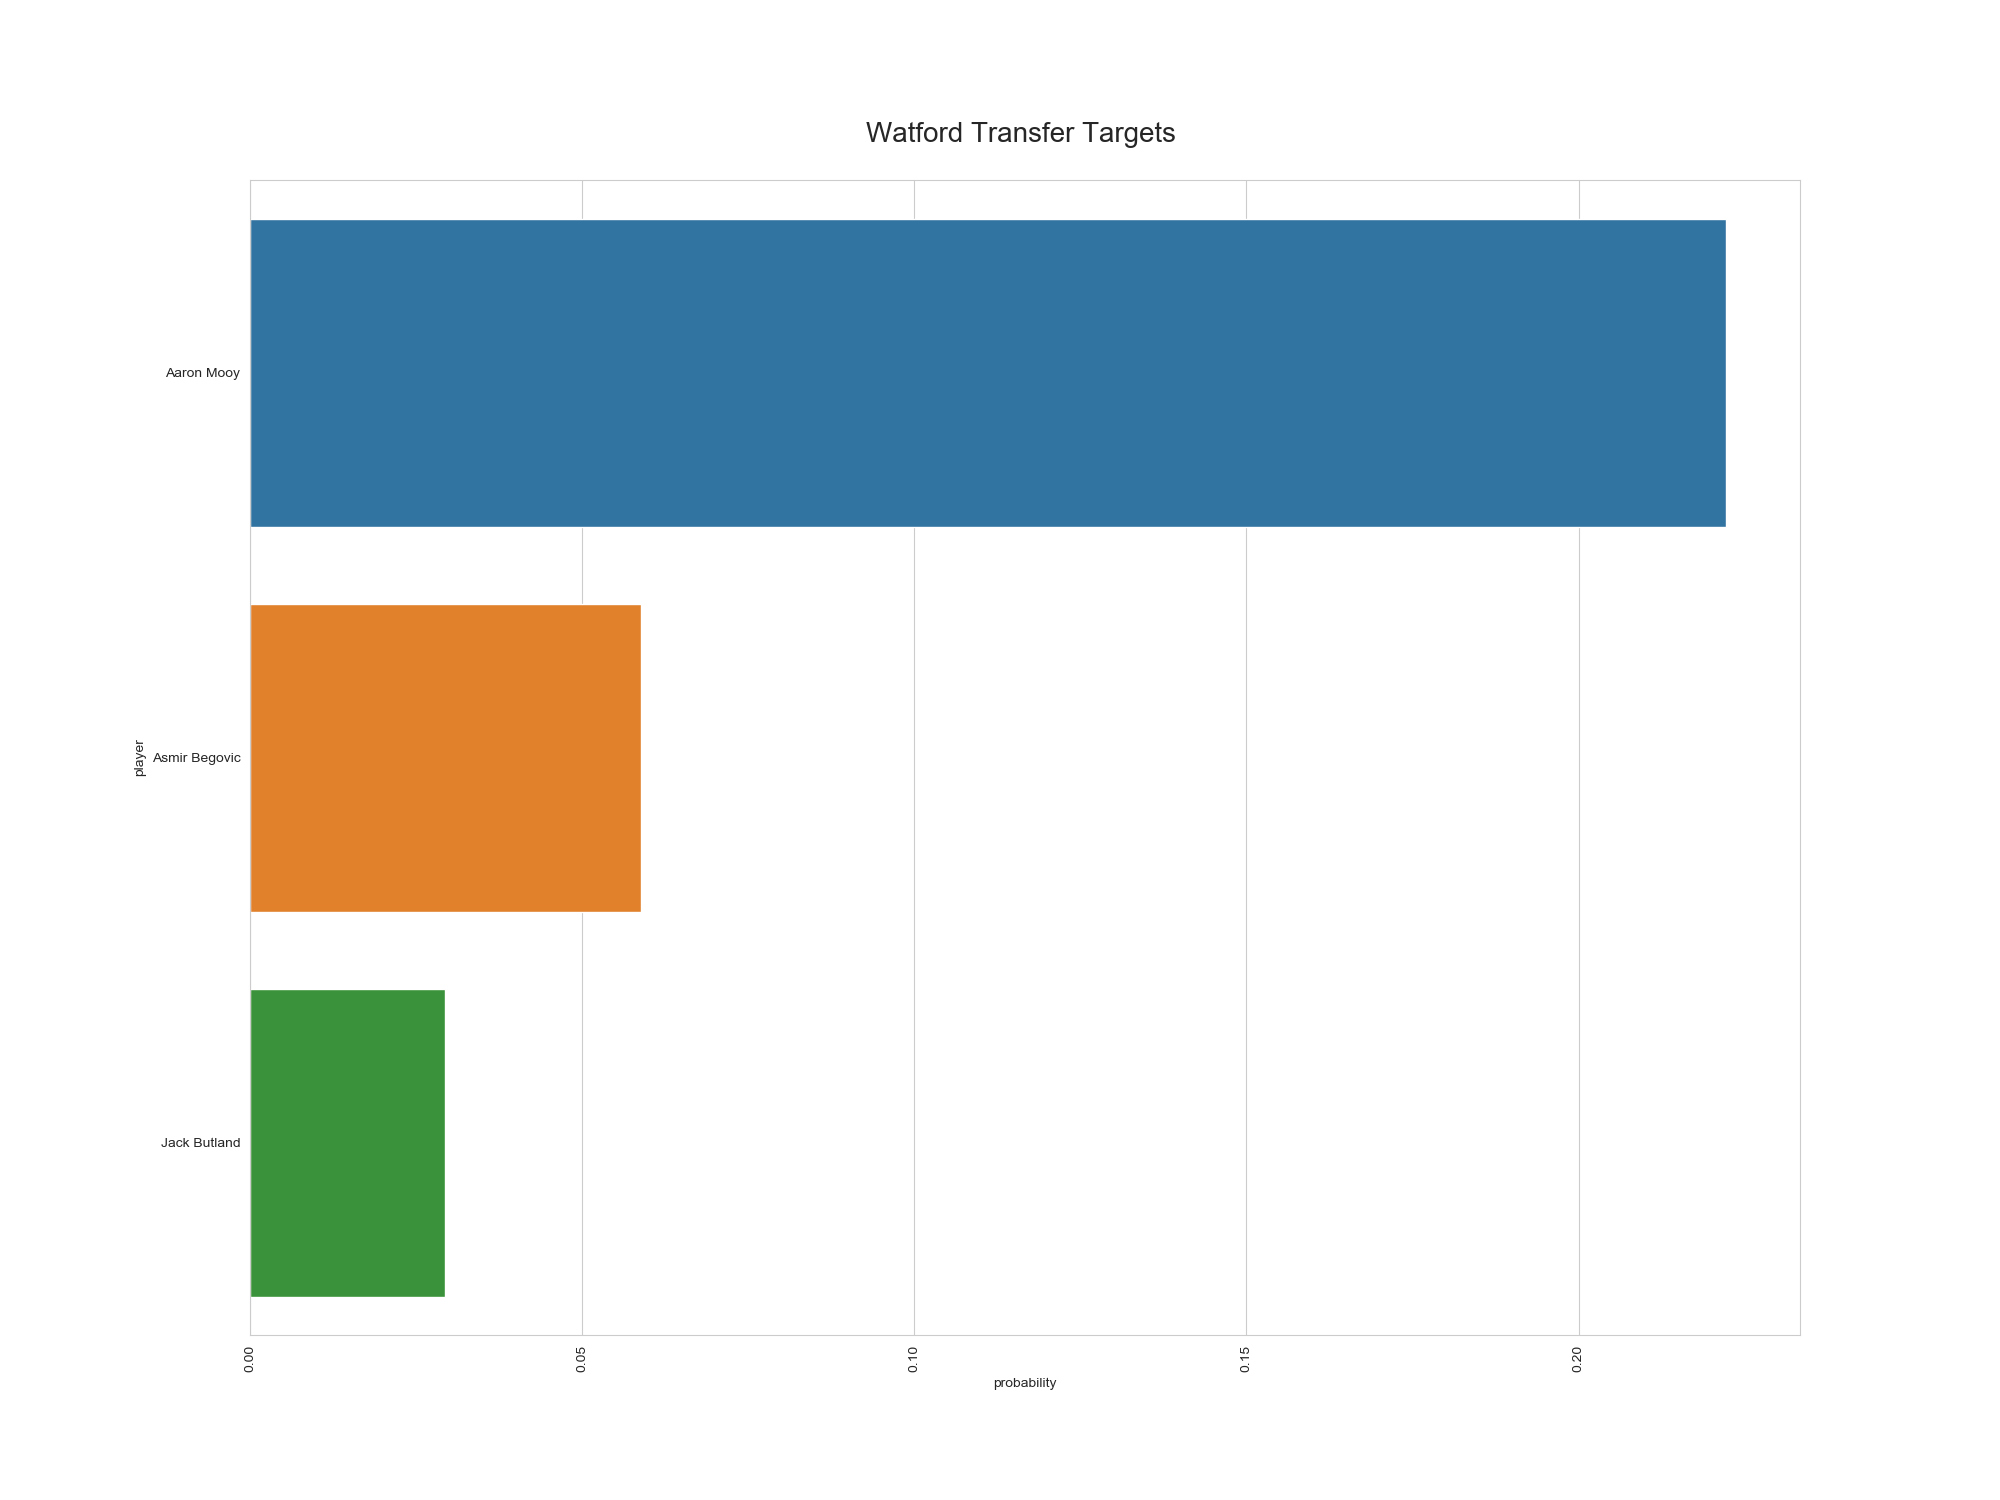 Watford Transfer Targets
Aaron Mooy
Asmir Begovic
Jack Butland
player
0.00
0.05
0.10
0.15
0.20
probability